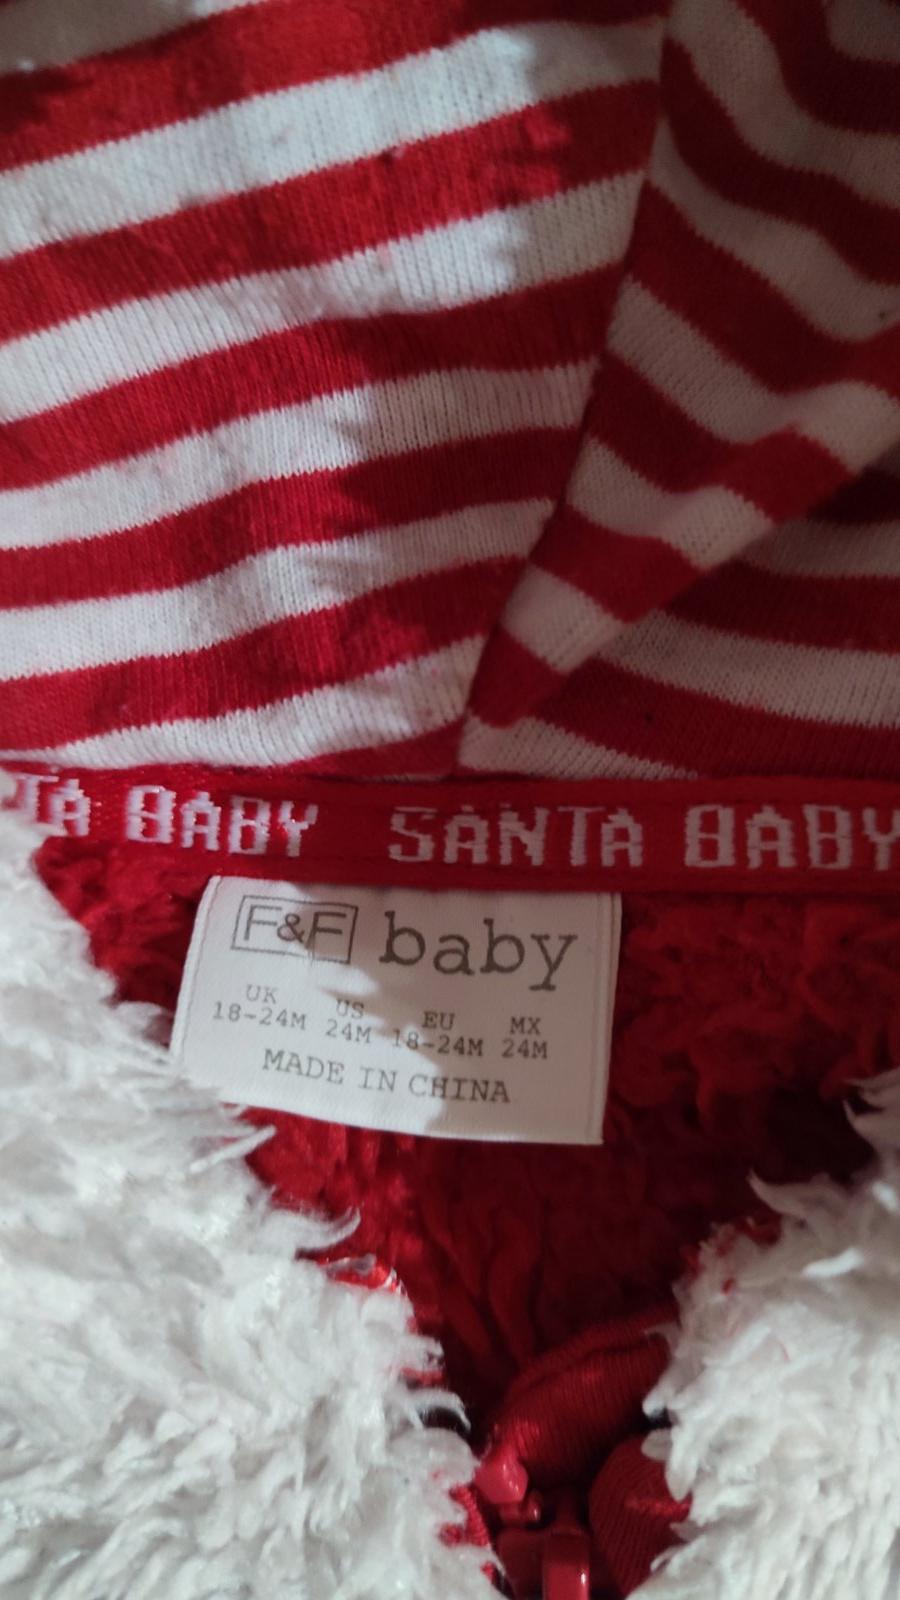 TA BABY SANTA BABY
F&F baby
UK US EU MX
18-24M 24M 18-24M 24M
MADE IN CHINA